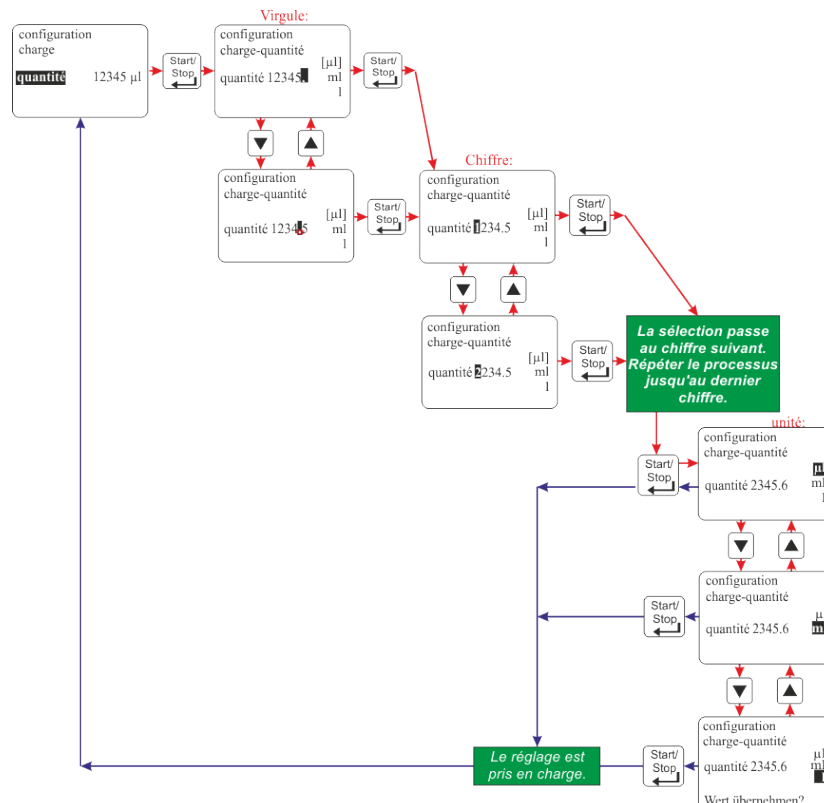 Virgule:
configuration
charge
quantité 12345 µl
Start/
Stop
configuration
charge-quantité
[µl]
quantité 12345.
ml
l
Start/
Stop
configuration
charge-quantité
[µl]
quantité 1234.5
ml
l
Start/
Stop
Chiffre:
configuration
charge-quantité
[µl]
quantité 1234.5
ml
l
Start/
Stop
configuration
charge-quantité
[µl]
quantité 2234.5
ml
l
Start/
Stop
La sélection passe
au chiffre suivant.
Répéter le processus
jusqu'au dernier
chiffre.
unité:
Start/
Stop
configuration
charge-quantité
µl
quantité 2345.6
ml
l
Start/
Stop
configuration
charge-quantité
µ
quantité 2345.6
m
Le réglage est
pris en charge.
Start/
Stop
configuration
charge-quantité
µl
quantité 2345.6
ml
l
Wert übernehmen?